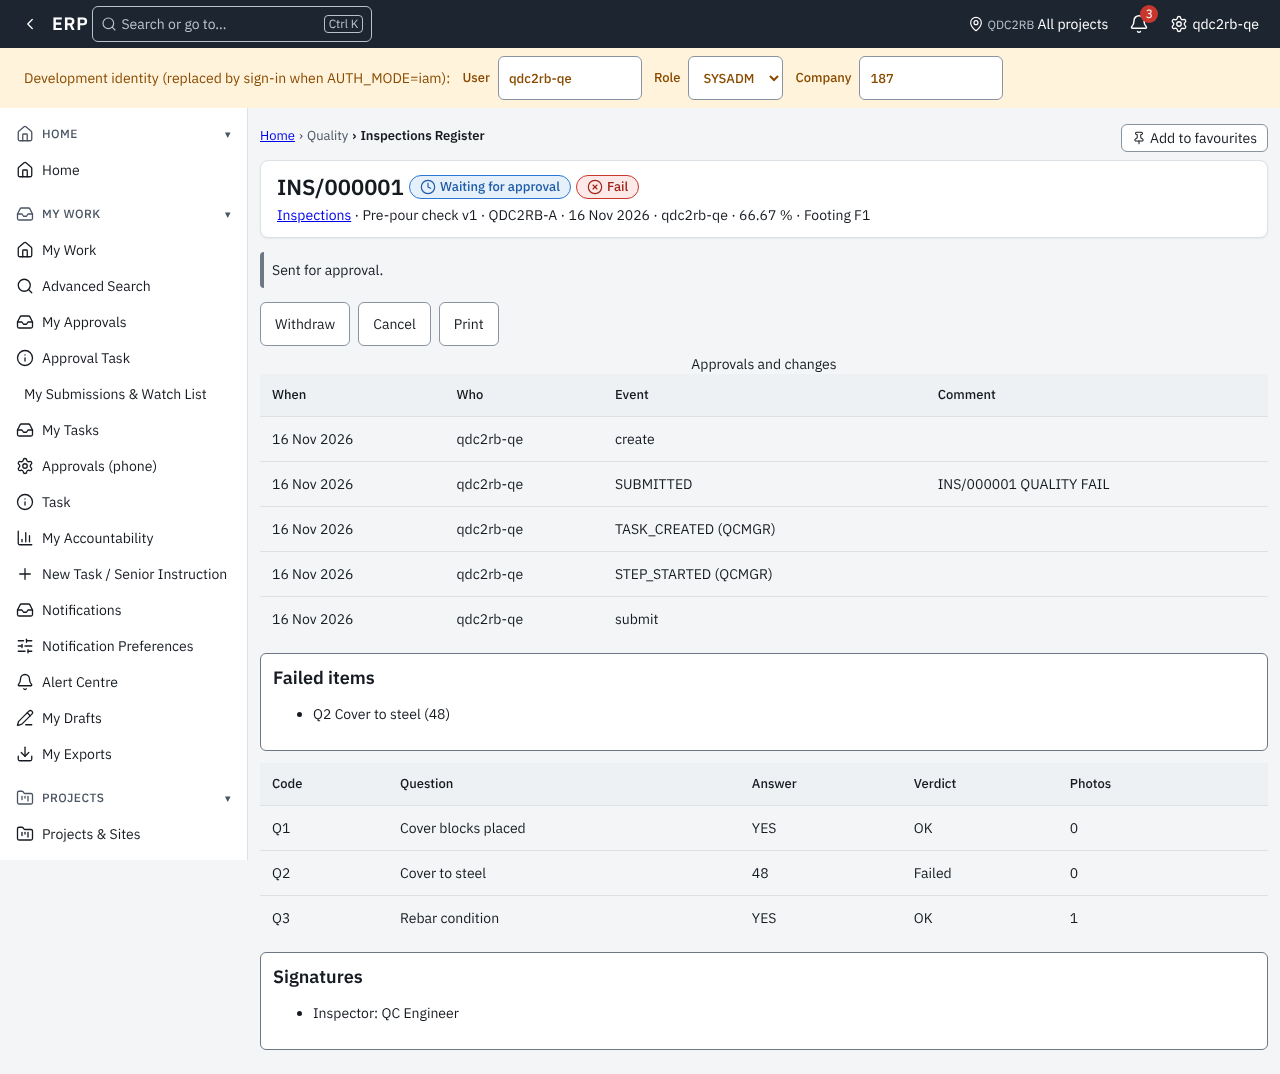 ERP
Search or go to...
Ctrl K
QDC2RB All projects
3
qdc2rb-qe
Development identity (replaced by sign-in when AUTH_MODE=iam):
User
qdc2rb-qe
Role
SYSADM
Company
187
HOME
Home
MY WORK
My Work
Advanced Search
My Approvals
Approval Task
My Submissions & Watch List
My Tasks
Approvals (phone)
Task
My Accountability
New Task / Senior Instruction
Notifications
Notification Preferences
Alert Centre
My Drafts
My Exports
PROJECTS
Projects & Sites
Home › Quality › Inspections Register
Add to favourites
INS/000001 Waiting for approval Fail
Inspections · Pre-pour check v1 · QDC2RB-A · 16 Nov 2026 · qdc2rb-qe · 66.67 % · Footing F1
Sent for approval.
Withdraw Cancel Print
Approvals and changes
When Who Event Comment
16 Nov 2026 qdc2rb-qe create
16 Nov 2026 qdc2rb-qe SUBMITTED INS/000001 QUALITY FAIL
16 Nov 2026 qdc2rb-qe TASK_CREATED (QCMGR)
16 Nov 2026 qdc2rb-qe STEP_STARTED (QCMGR)
16 Nov 2026 qdc2rb-qe submit
Failed items
• Q2 Cover to steel (48)
Code Question Answer Verdict Photos
Q1 Cover blocks placed YES OK 0
Q2 Cover to steel 48 Failed 0
Q3 Rebar condition YES OK 1
Signatures
• Inspector: QC Engineer